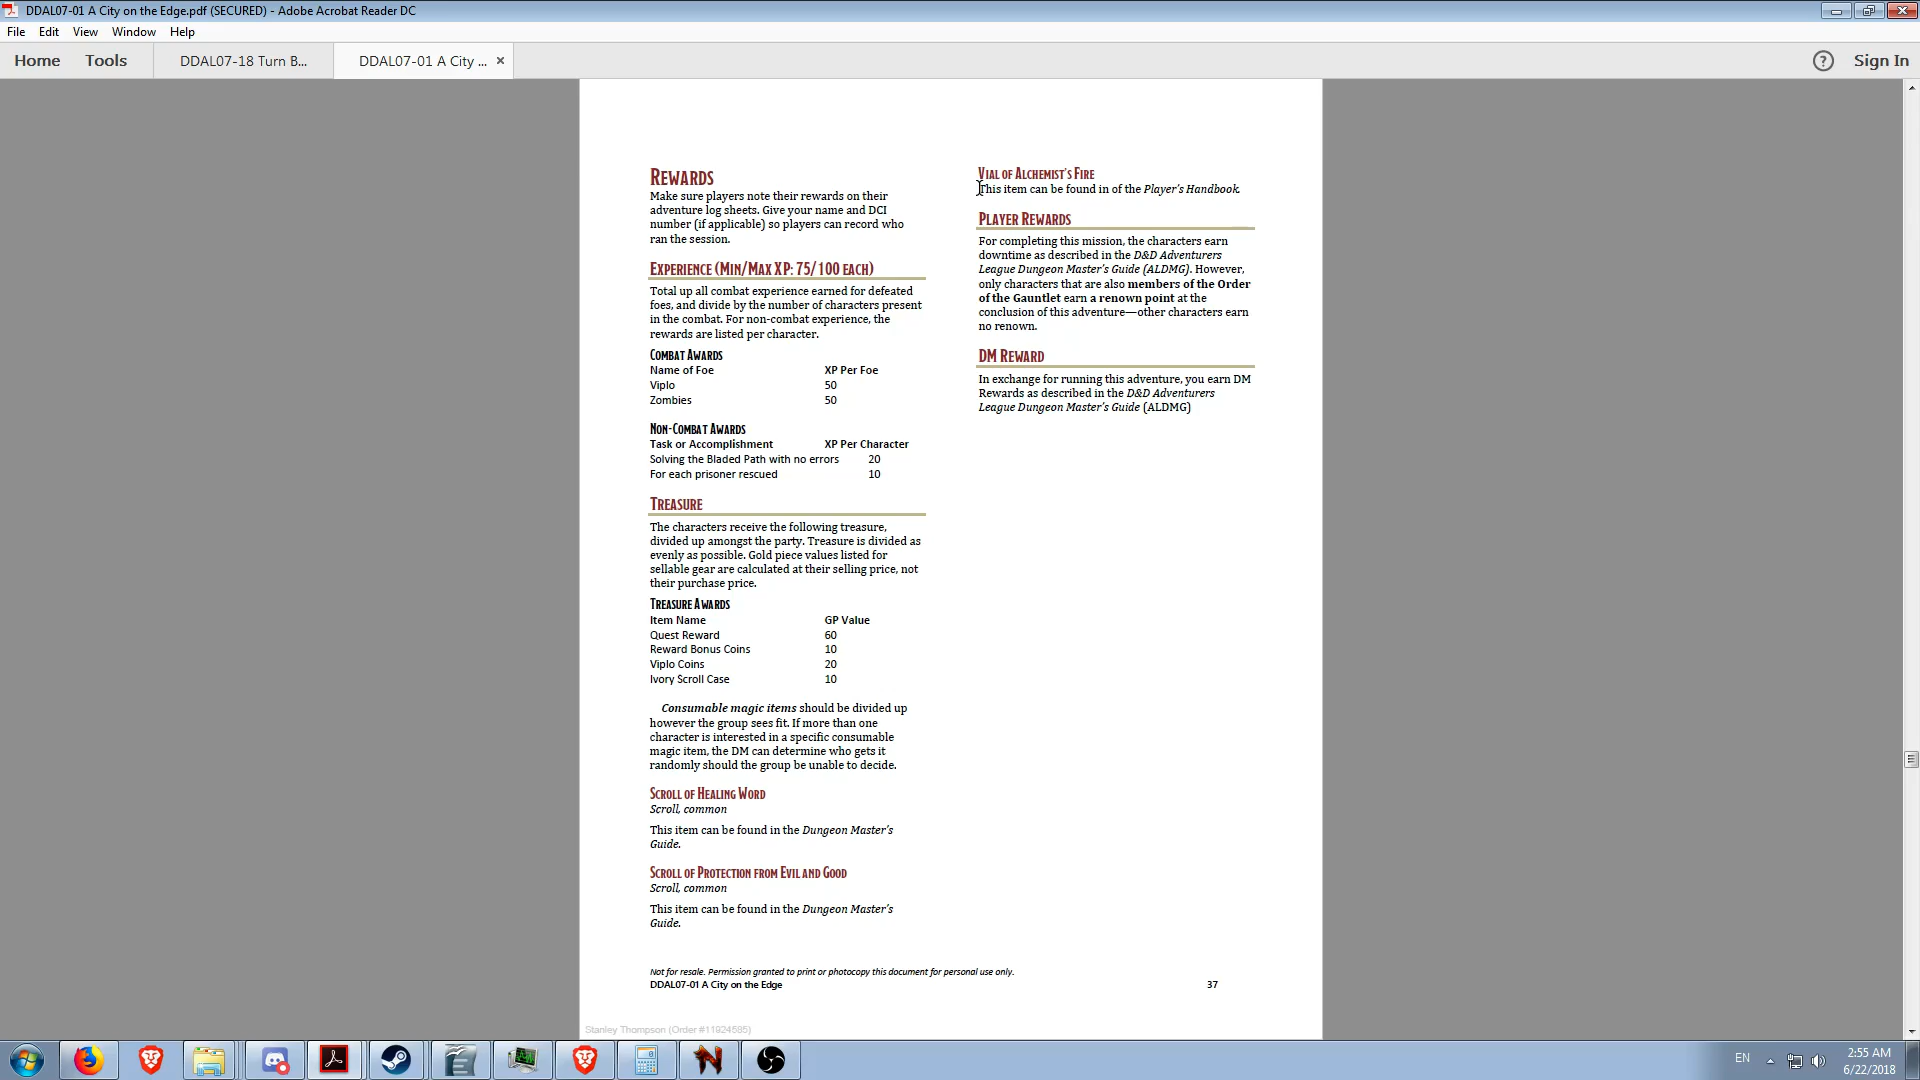 DDAL07-01 A City on the Edge.pdf (SECURED) - Adobe Acrobat Reader DC
File Edit View Window Help
Home Tools DDAL07-18 Turn B... DDAL07-01 A City ... × ? Sign In
Rewards
Make sure players note their rewards on their
adventure log sheets. Give your name and DCI
number (if applicable) so players can record who
ran the session.
Experience (Min/Max XP: 75/100 each)
Total up all combat experience earned for defeated
foes, and divide by the number of characters present
in the combat. For non-combat experience, the
rewards are listed per character.
Combat Awards
Name of Foe XP Per Foe
Viplo 50
Zombies 50
Non-Combat Awards
Task or Accomplishment XP Per Character
Solving the Bladed Path with no errors 20
For each prisoner rescued 10
Treasure
The characters receive the following treasure,
divided up amongst the party. Treasure is divided as
evenly as possible. Gold piece values listed for
sellable gear are calculated at their selling price, not
their purchase price.
Treasure Awards
Item Name GP Value
Quest Reward 60
Reward Bonus Coins 10
Viplo Coins 20
Ivory Scroll Case 10
Consumable magic items should be divided up
however the group sees fit. If more than one
character is interested in a specific consumable
magic item, the DM can determine who gets it
randomly should the group be unable to decide.
Scroll of Healing Word
Scroll, common
This item can be found in the Dungeon Master's
Guide.
Scroll of Protection from Evil and Good
Scroll, common
This item can be found in the Dungeon Master's
Guide.
Vial of Alchemist's Fire
This item can be found in of the Player's Handbook.
Player Rewards
For completing this mission, the characters earn
downtime as described in the D&D Adventurers
League Dungeon Master's Guide (ALDMG). However,
only characters that are also members of the Order
of the Gauntlet earn a renown point at the
conclusion of this adventure—other characters earn
no renown.
DM Reward
In exchange for running this adventure, you earn DM
Rewards as described in the D&D Adventurers
League Dungeon Master's Guide (ALDMG)
Not for resale. Permission granted to print or photocopy this document for personal use only.
DDAL07-01 A City on the Edge 37
Stanley Thompson (Order #11924585)
EN 2:55 AM
6/22/2018